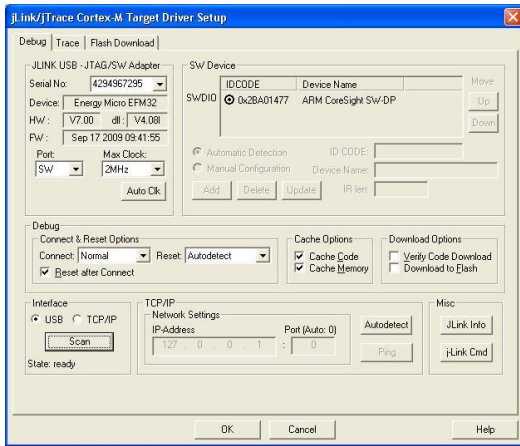 jLink/jTrace Cortex-M Target Driver Setup
Debug Trace Flash Download
JLINK USB - JTAG/SW Adapter
Serial No: 4294967295
Device: Energy Micro EFM32
HW : V7.00 dll : V4.08l
FW : Sep 17 2009 09:41:55
Port: Max Clock:
SW 2MHz
Auto Clk
SW Device
IDCODE Device Name Move
SWDIO 0x2BA01477 ARM CoreSight SW-DP Up
Down
Automatic Detection ID CODE:
Manual Configuration Device Name:
Add Delete Update IR len:
Debug
Connect & Reset Options
Connect: Normal Reset: Autodetect
Reset after Connect
Cache Options
Cache Code
Cache Memory
Download Options
Verify Code Download
Download to Flash
Interface
USB TCP/IP
Scan
State: ready
TCP/IP
Network Settings
IP-Address Port (Auto: 0)
127 . 0 . 0 . 1 : 0
Autodetect
Ping
Misc
JLink Info
jLink Cmd
OK Cancel Help